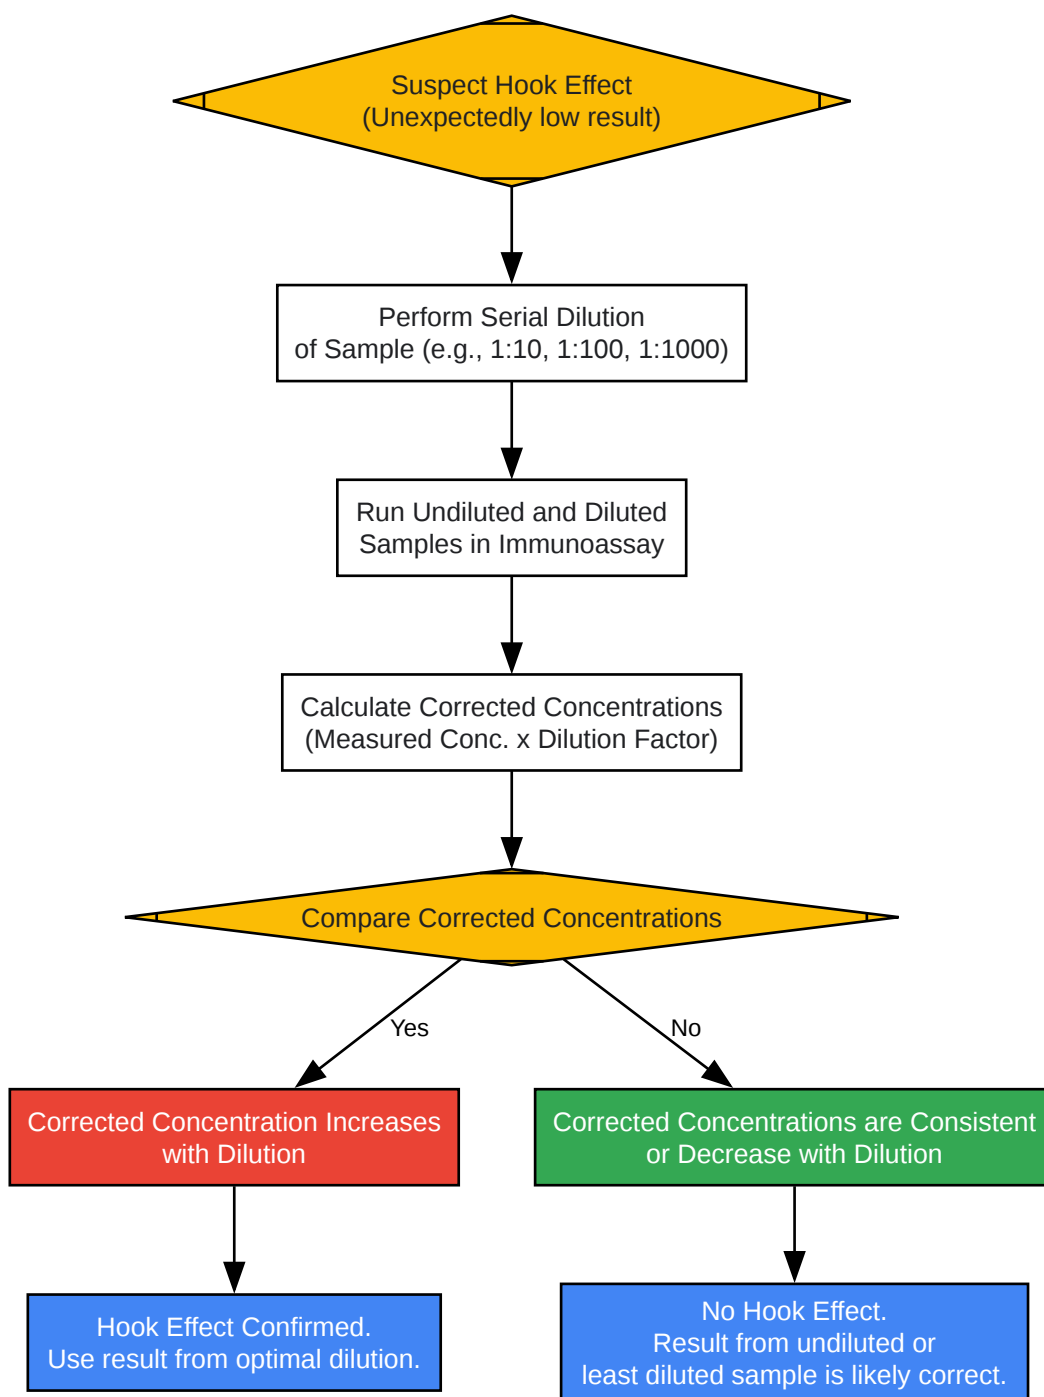 Suspect Hook Effect
(Unexpectedly low result)
Perform Serial Dilution
of Sample (e.g., 1:10, 1:100, 1:1000)
Run Undiluted and Diluted
Samples in Immunoassay
Calculate Corrected Concentrations
(Measured Conc. x Dilution Factor)
Compare Corrected Concentrations
Yes
No
Corrected Concentration Increases
with Dilution
Corrected Concentrations are Consistent
or Decrease with Dilution
Hook Effect Confirmed.
Use result from optimal dilution.
No Hook Effect.
Result from undiluted or
least diluted sample is likely correct.